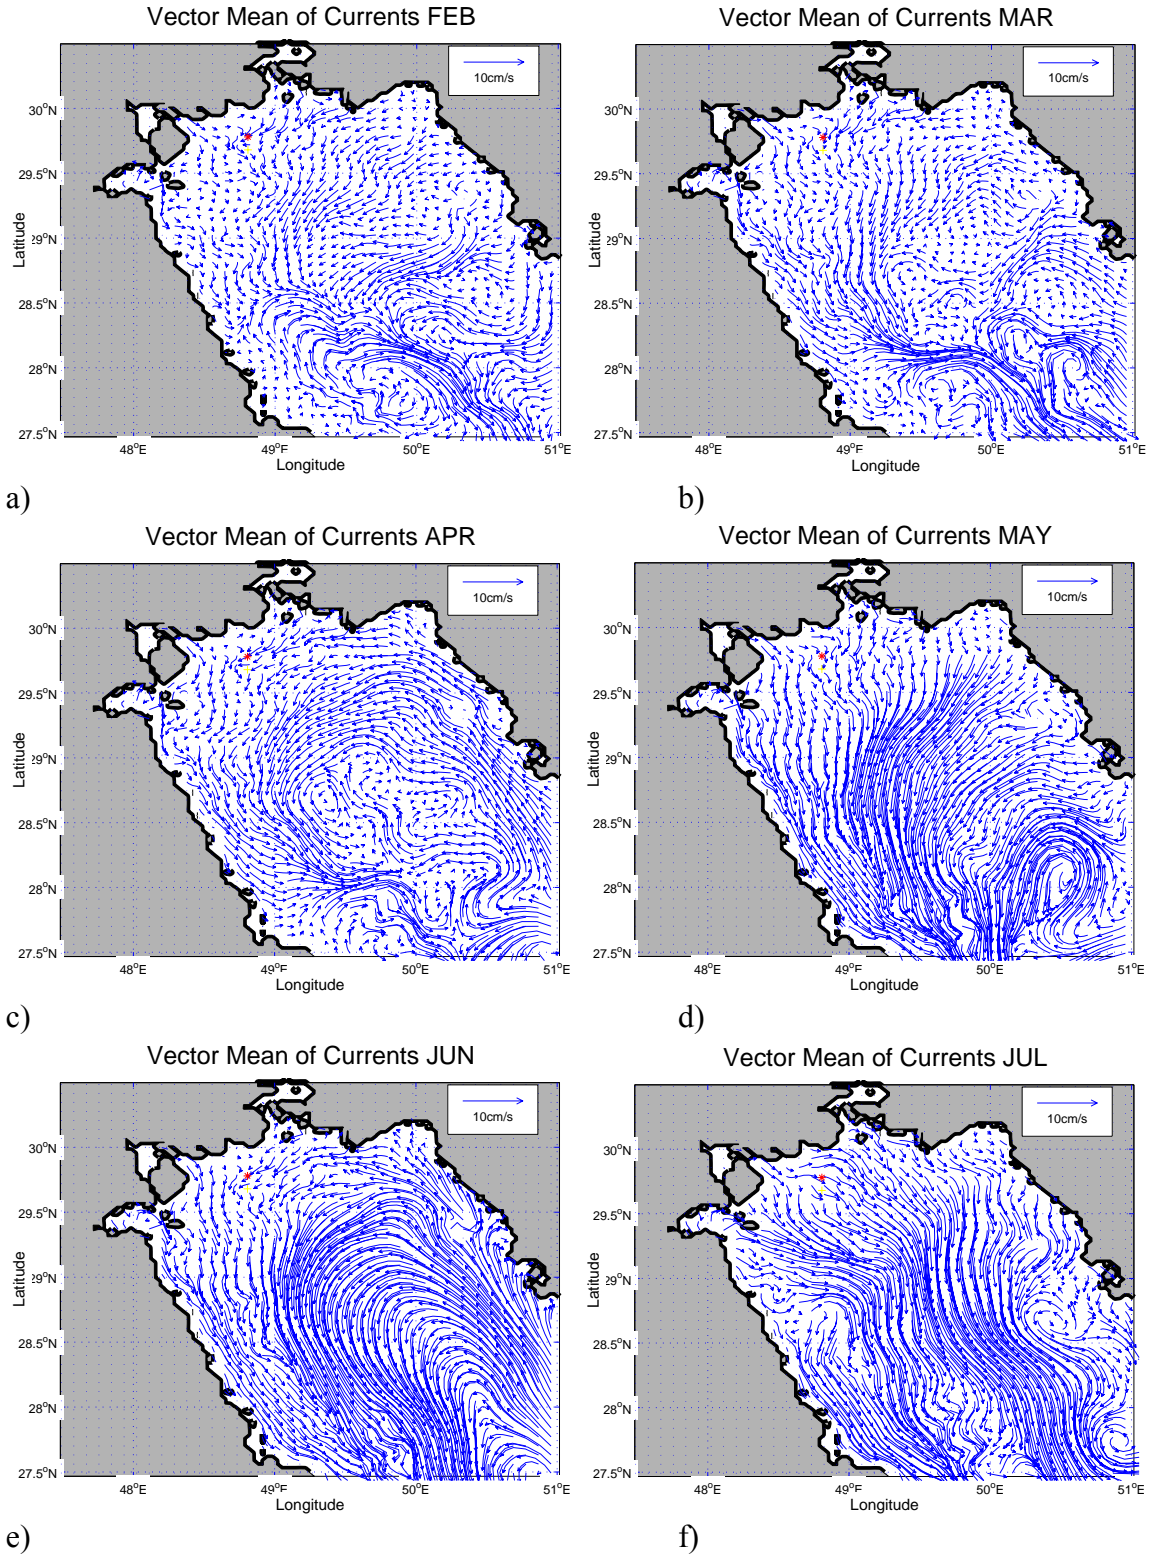 Vector Mean of Currents FEB
10cm/s
30°N
29.5°N
29°N
28.5°N
28°N
27.5°N
Latitude
48°E
49°E
50°E
51°E
Longitude
a)
Vector Mean of Currents MAR
10cm/s
30°N
29.5°N
29°N
28.5°N
28°N
27.5°N
Latitude
48°E
49°E
50°E
51°E
Longitude
b)
Vector Mean of Currents APR
10cm/s
30°N
29.5°N
29°N
28.5°N
28°N
27.5°N
Latitude
48°E
49°E
50°E
51°E
Longitude
c)
Vector Mean of Currents MAY
10cm/s
30°N
29.5°N
29°N
28.5°N
28°N
27.5°N
Latitude
48°E
49°E
50°E
51°E
Longitude
d)
Vector Mean of Currents JUN
10cm/s
30°N
29.5°N
29°N
28.5°N
28°N
27.5°N
Latitude
48°E
49°E
50°E
51°E
Longitude
e)
Vector Mean of Currents JUL
10cm/s
30°N
29.5°N
29°N
28.5°N
28°N
27.5°N
Latitude
48°E
49°E
50°E
51°E
Longitude
f)